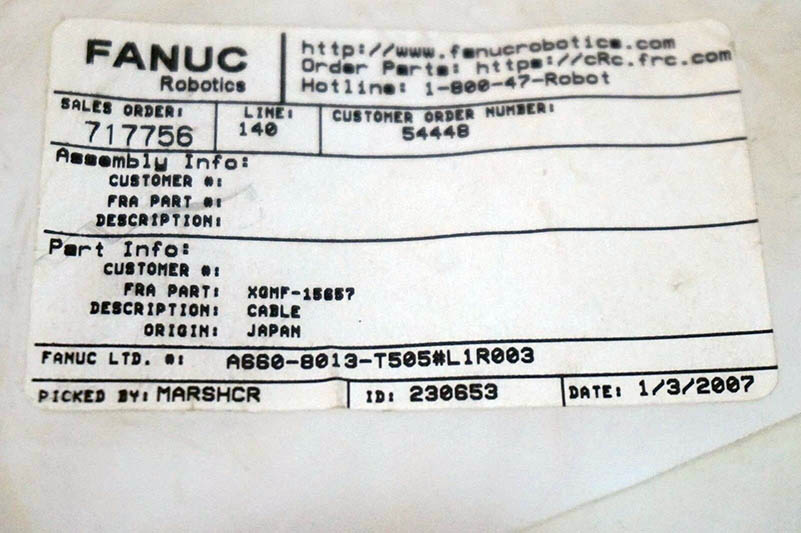 FANUC
Robotics
http://www.fanucrobotics.com
Order Parts: https://cRc.frc.com
Hotline: 1-800-47-Robot
SALES ORDER: 717756
LINE: 140
CUSTOMER ORDER NUMBER: 54448
Assembly Info:
CUSTOMER #:
FRA PART #:
DESCRIPTION:
Part Info:
CUSTOMER #:
FRA PART: XGMF-15657
DESCRIPTION: CABLE
ORIGIN: JAPAN
FANUC LTD. #: A660-8013-T505#L1R003
PICKED BY: MARSHCR
ID: 230653
DATE: 1/3/2007